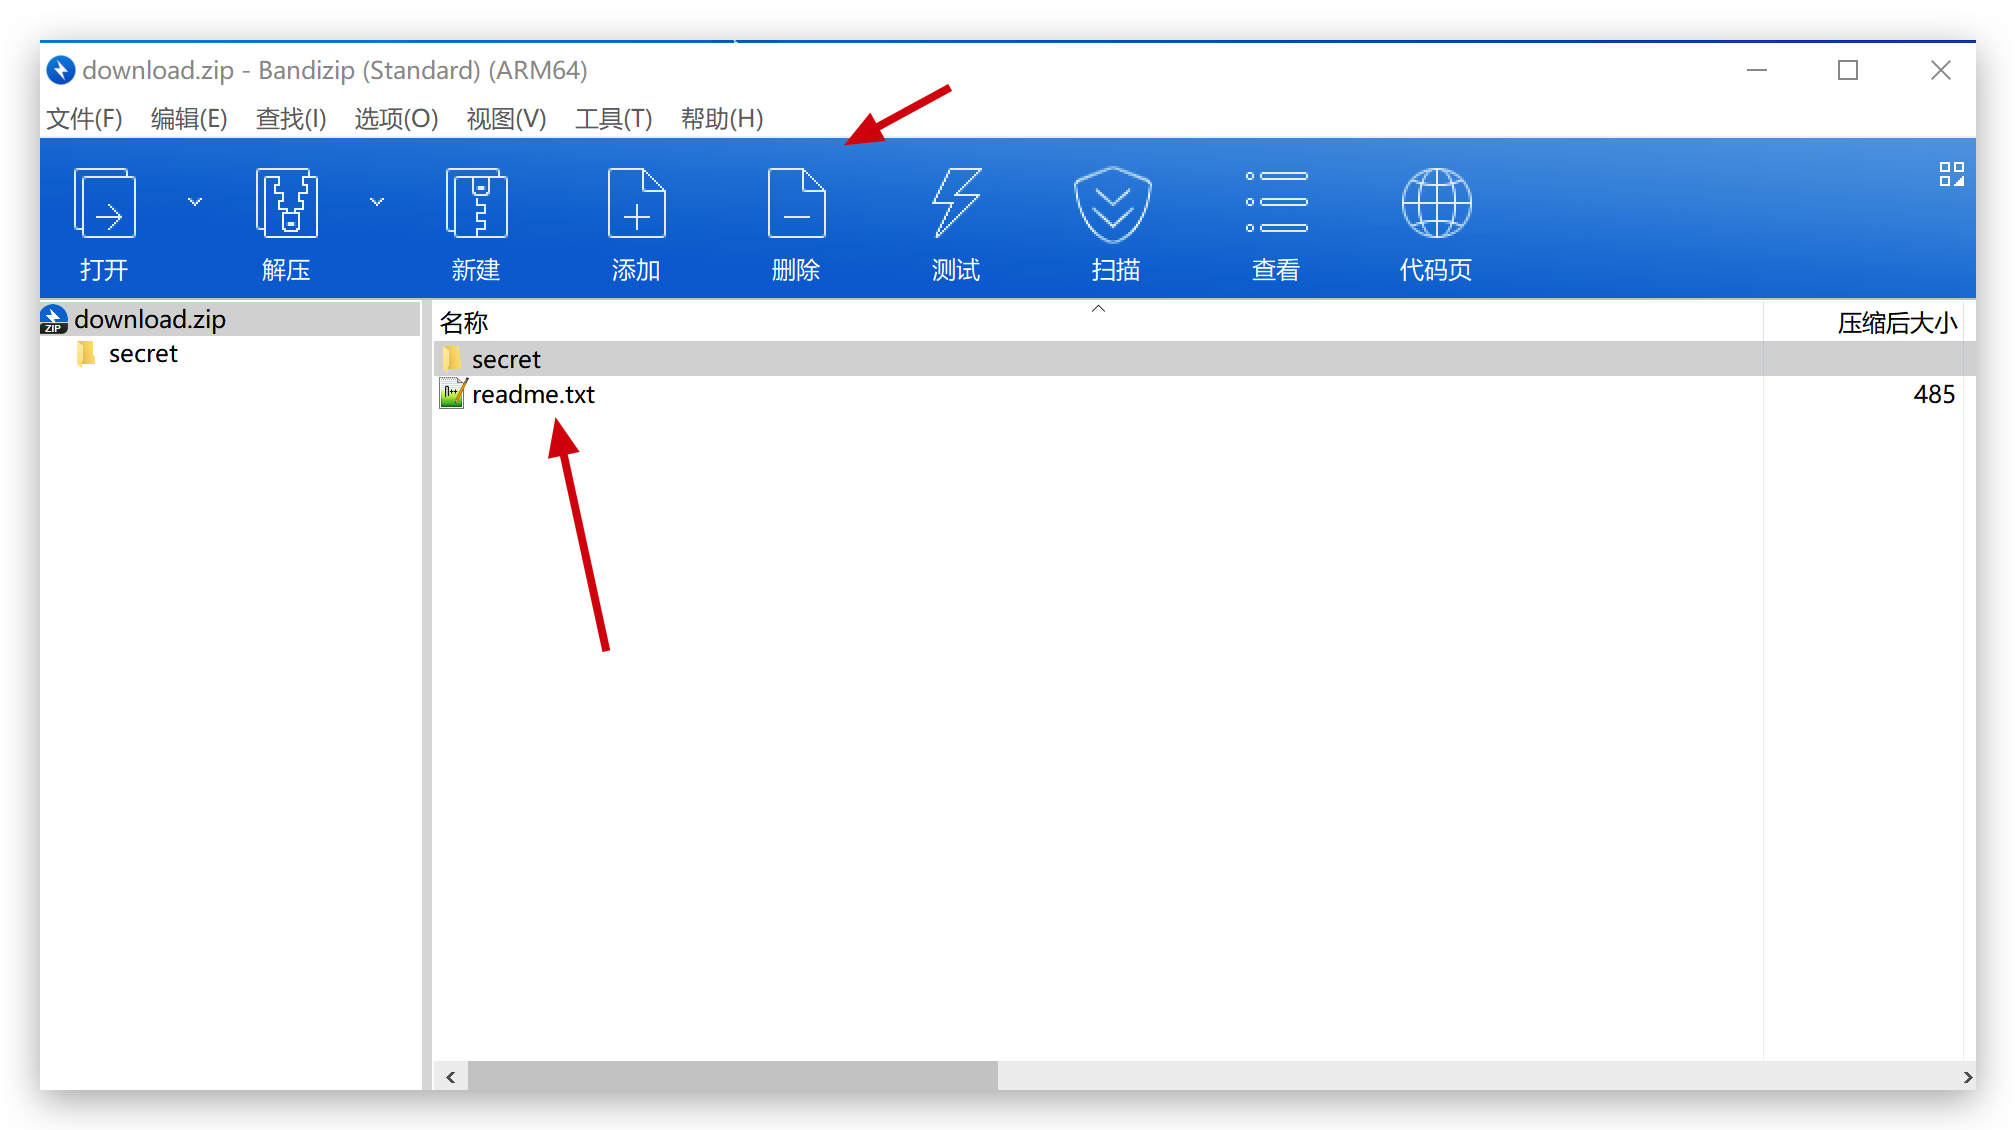 download.zip - Bandizip (Standard) (ARM64)
文件(F) 编辑(E) 查找(I) 选项(O) 视图(V) 工具(T) 帮助(H)
打开 解压 新建 添加 删除 测试 扫描 查看 代码页
ZIP download.zip
secret
名称 压缩后大小
secret
readme.txt 485